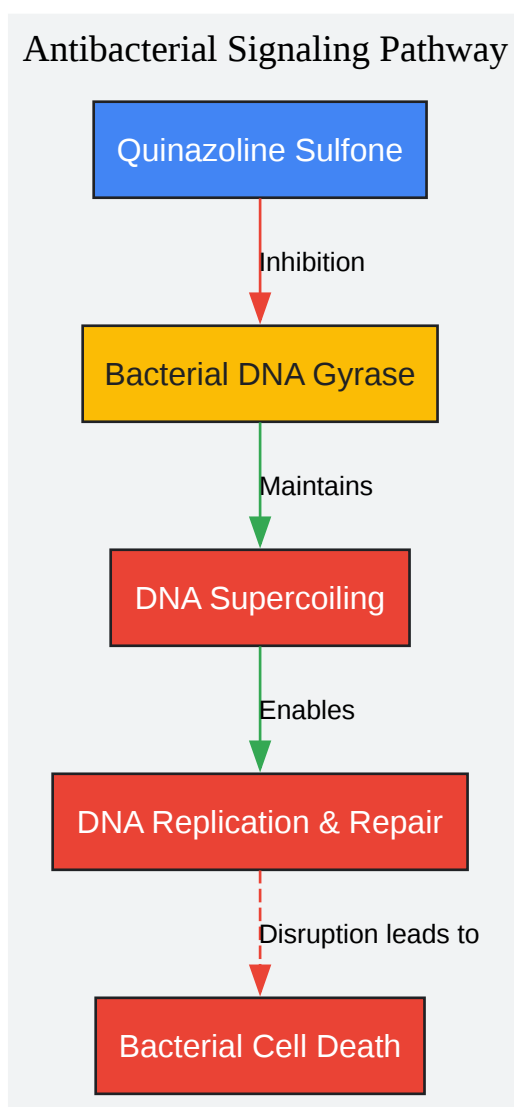 Antibacterial Signaling Pathway
Quinazoline Sulfone
Inhibition
Bacterial DNA Gyrase
Maintains
DNA Supercoiling
Enables
DNA Replication & Repair
Disruption leads to
Bacterial Cell Death